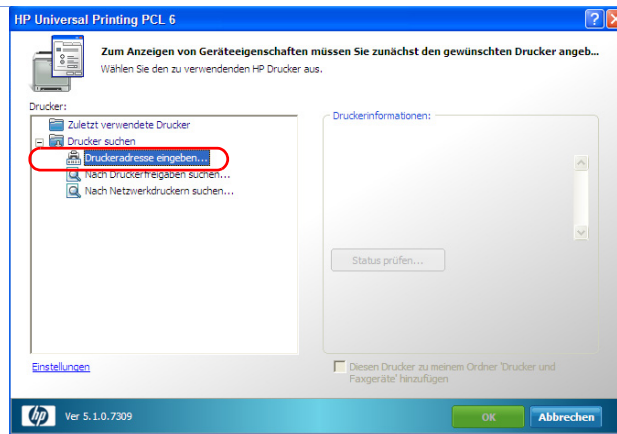 HP Universal Printing PCL 6
Zum Anzeigen von Geräteeigenschaften müssen Sie zunächst den gewünschten Drucker angeb...
Wählen Sie den zu verwendenden HP Drucker aus.
Drucker:
Zuletzt verwendete Drucker
Drucker suchen
Druckeradresse eingeben...
Nach Druckerfreigaben suchen...
Nach Netzwerkdruckern suchen...
Druckerinformationen:
Status prüfen...
Einstellungen
Diesen Drucker zu meinem Ordner 'Drucker und
Faxgeräte' hinzufügen
hp
Ver 5.1.0.7309
OK
Abbrechen